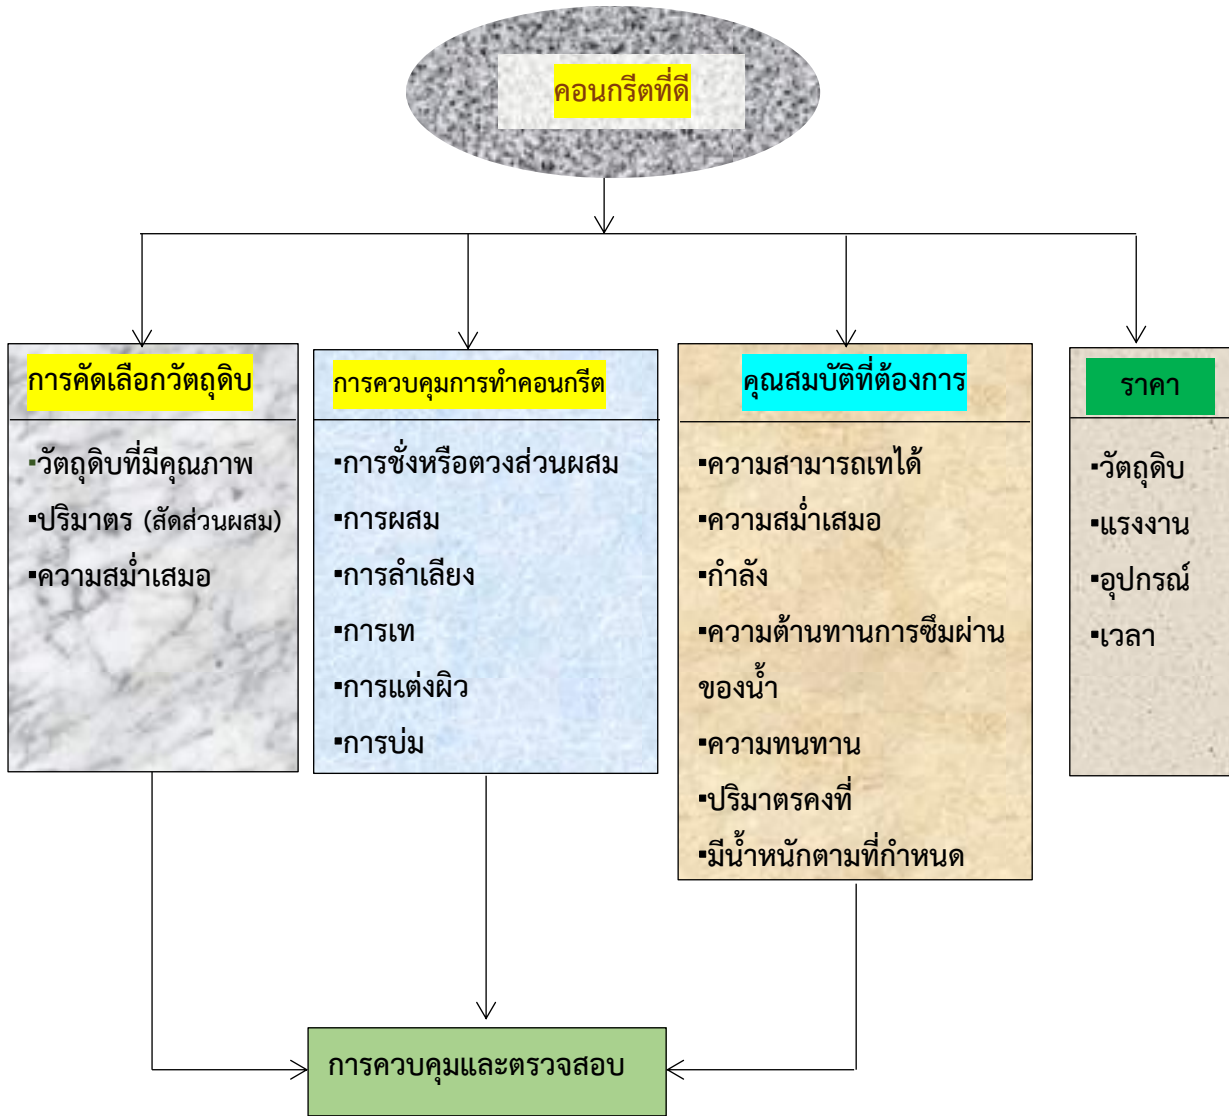 คอนกรีตที่ดี
การคัดเลือกวัตถุดิบ
▪วัตถุดิบที่มีคุณภาพ
▪ปริมาตร (สัดส่วนผสม)
▪ความสม่ำเสมอ
การควบคุมการทำคอนกรีต
▪การชั่งหรือตวงส่วนผสม
▪การผสม
▪การลำเลียง
▪การเท
▪การแต่งผิว
▪การบ่ม
คุณสมบัติที่ต้องการ
▪ความสามารถเทได้
▪ความสม่ำเสมอ
▪กำลัง
▪ความต้านทานการซึมผ่าน
ของน้ำ
▪ความทนทาน
▪ปริมาตรคงที่
▪มีน้ำหนักตามที่กำหนด
ราคา
▪วัตถุดิบ
▪แรงงาน
▪อุปกรณ์
▪เวลา
การควบคุมและตรวจสอบ